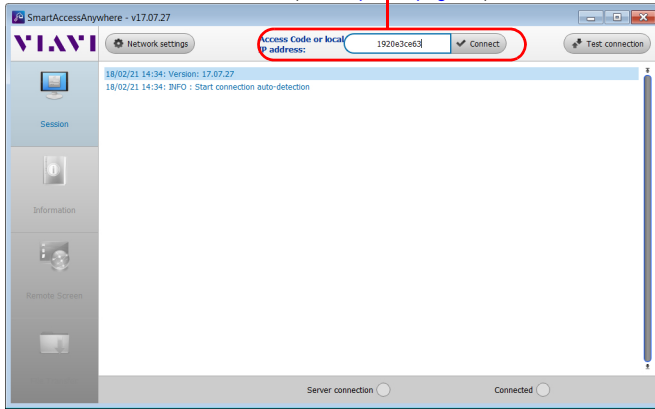 SmartAccessAnywhere - v17.07.27
VIAVI
Network settings
Access Code or local
IP address:
1920e3ce63
Connect
Test connection
18/02/21 14:34: Version: 17.07.27
18/02/21 14:34: INFO : Start connection auto-detection
Session
Information
Remote Screen
Server connection
Connected